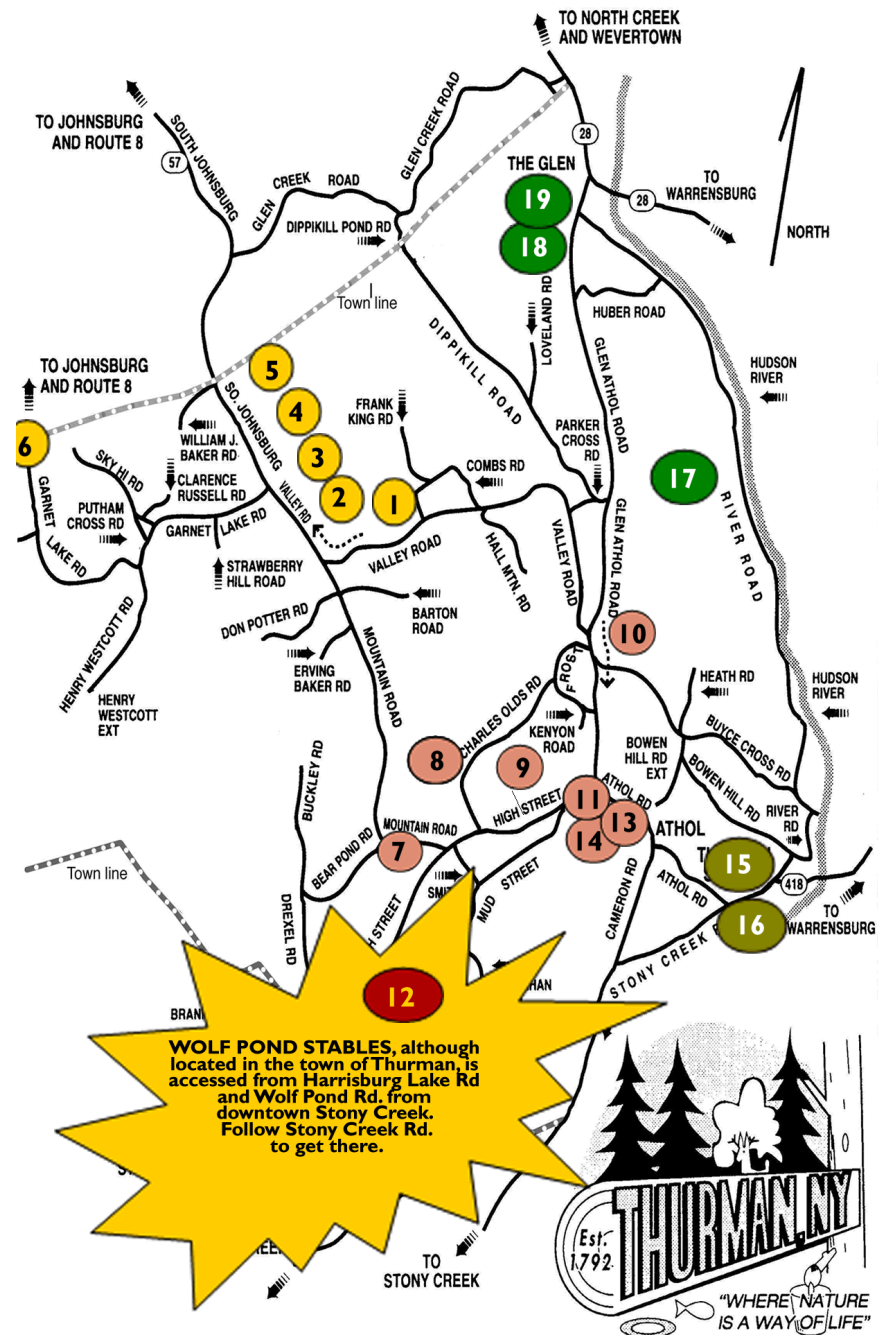 TO NORTH CREEK
AND WEVERTOWN
TO JOHNSBURG
AND ROUTE 8
57
SOUTH JOHNSBURG
GLEN CREEK ROAD
GLEN CREEK ROAD
28
THE GLEN
TO
WARRENSBURG
28
NORTH
DIPPIKILL POND RD
19
18
Town line
LOVELAND RD
HUBER ROAD
DIPPIKILL ROAD
GLEN ATHOL ROAD
TO JOHNSBURG
AND ROUTE 8
5
4
3
2
1
6
SO. JOHNSBURG
VALLEY RD
FRANK
KING RD
HUDSON
RIVER
WILLIAM J.
BAKER RD
SKY HI RD
CLARENCE
RUSSELL RD
PUTHAM
CROSS RD
GARNET LAKE RD
GARNET
LAKE RD
PARKER
CROSS
RD
COMBS RD
17
RIVER ROAD
STRAWBERRY
HILL ROAD
VALLEY ROAD
HALL MTN. RD
VALLEY ROAD
GLEN ATHOL ROAD
DON POTTER RD
BARTON
ROAD
ERVING
BAKER RD
MOUNTAIN ROAD
HENRY WESTCOTT RD
HENRY
WESTCOTT
EXT
10
FROST
HEATH RD
HUDSON
RIVER
CHARLES OLDS RD
KENYON
ROAD
BOWEN
HILL RD
EXT
BUYCE CROSS RD
BOWEN HILL RD
RIVER
RD
8
9
BUCKLEY RD
HIGH STREET
11
ATHOL RD
13
14
ATHOL
MOUNTAIN ROAD
7
BEAR POND RD
Town line
MUD STREET
CAMERON RD
ATHOL RD
15
418
16
TO
WARRENSBURG
STONY CREEK
DREXEL RD
H STREET
12
WOLF POND STABLES, although
located in the town of Thurman, is
accessed from Harrisburg Lake Rd
and Wolf Pond Rd. from
downtown Stony Creek.
Follow Stony Creek Rd.
to get there.
TO
STONY CREEK
THURMAN, NY
Est.
1792
"WHERE NATURE
IS A WAY OF LIFE"